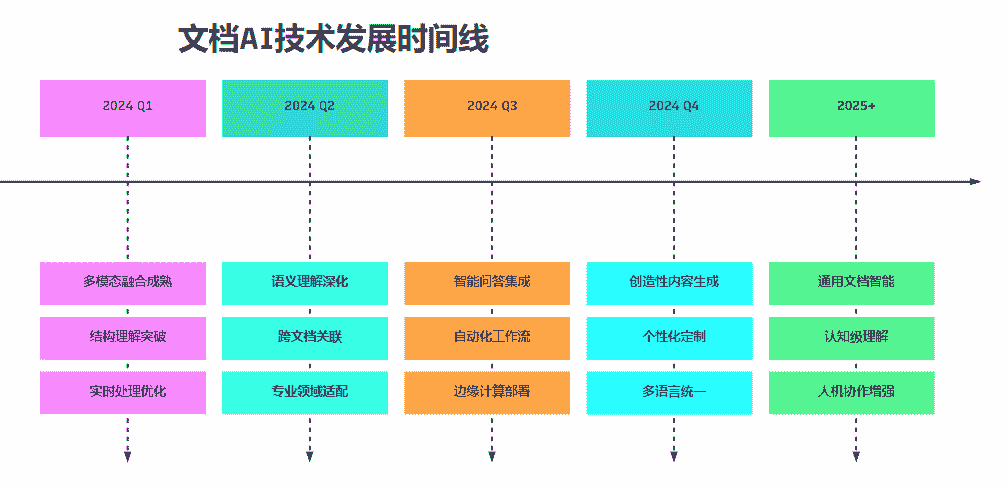 文档AI技术发展时间线
2024 Q1
2024 Q2
2024 Q3
2024 Q4
2025+
多模态融合成熟
语义理解深化
智能问答集成
创造性内容生成
通用文档智能
结构理解突破
跨文档关联
自动化工作流
个性化定制
认知级理解
实时处理优化
专业领域适配
边缘计算部署
多语言统一
人机协作增强